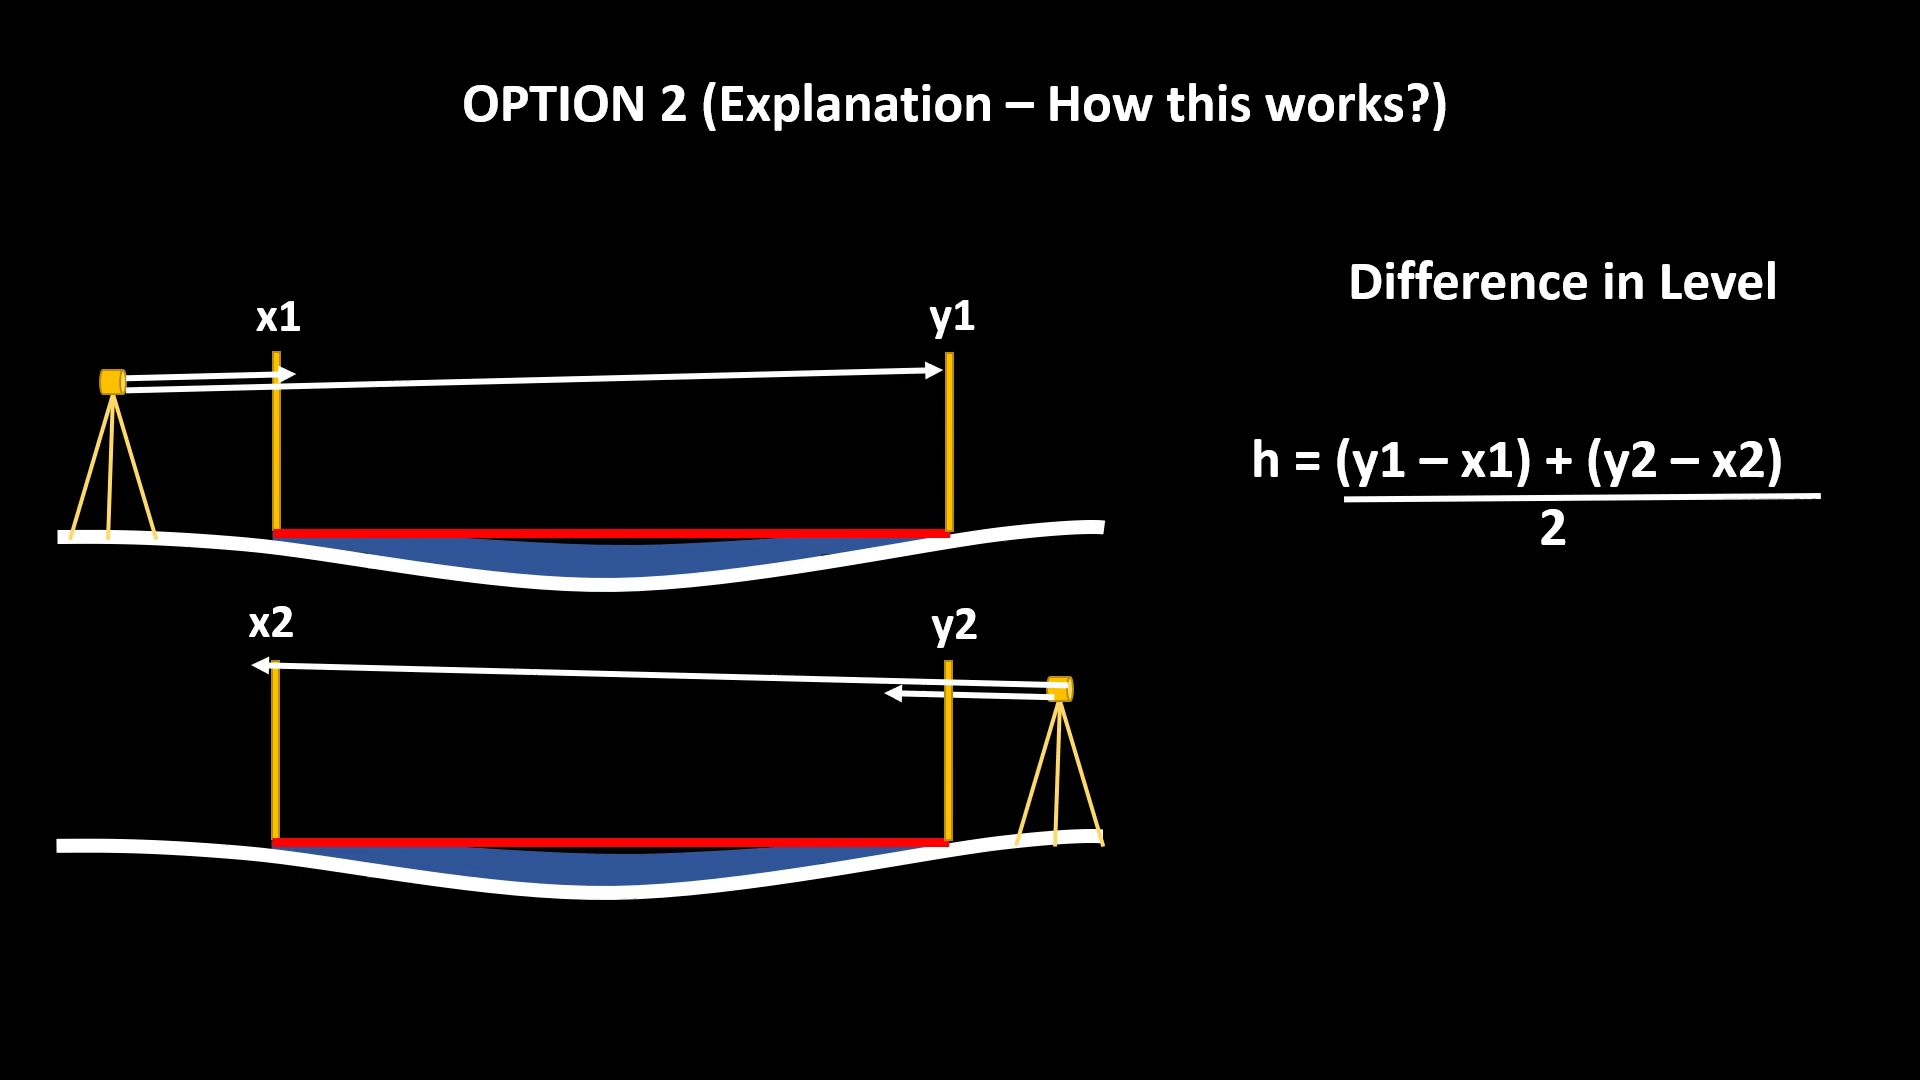 OPTION 2 (Explanation – How this works?)
Difference in Level
x1
y1
h = (y1 – x1) + (y2 – x2)
2
x2
y2